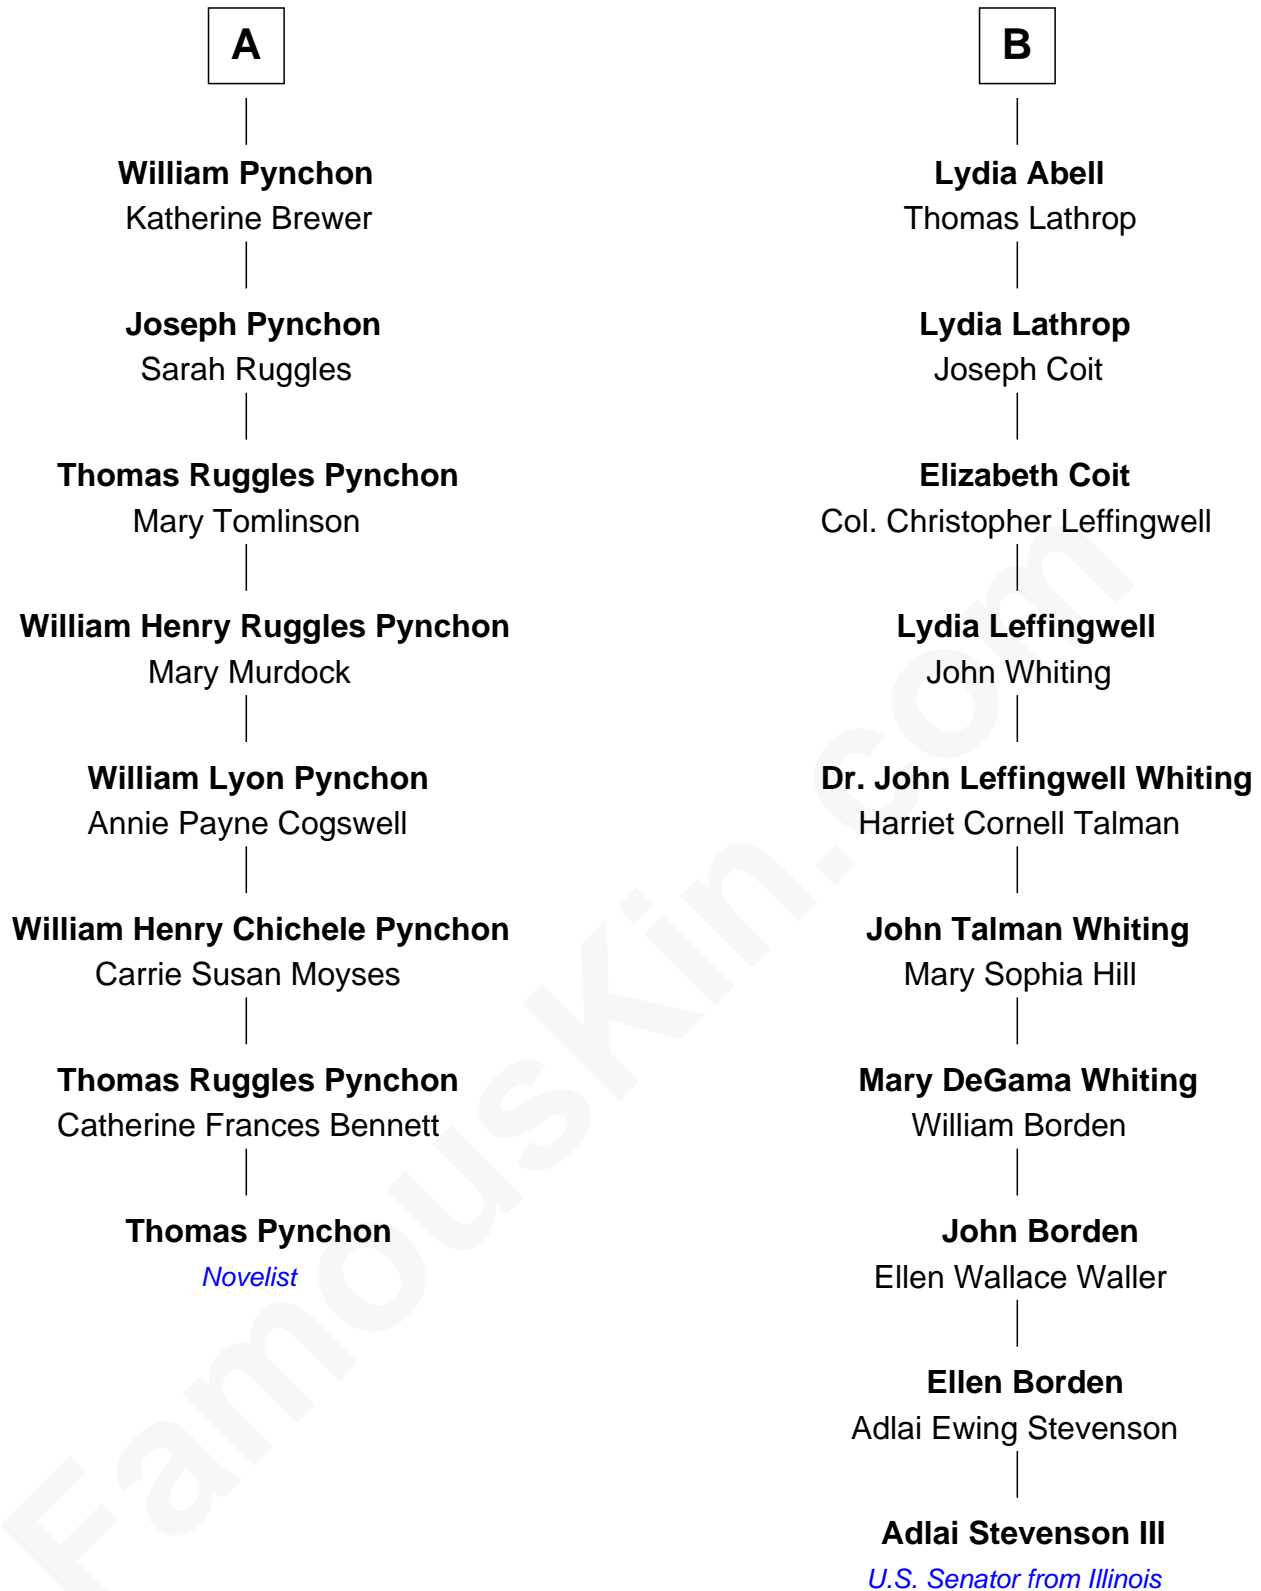 A
William Pynchon
Katherine Brewer
Joseph Pynchon
Sarah Ruggles
Thomas Ruggles Pynchon
Mary Tomlinson
William Henry Ruggles Pynchon
Mary Murdock
William Lyon Pynchon
Annie Payne Cogswell
William Henry Chichele Pynchon
Carrie Susan Moyses
Thomas Ruggles Pynchon
Catherine Frances Bennett
Thomas Pynchon
Novelist
B
Lydia Abell
Thomas Lathrop
Lydia Lathrop
Joseph Coit
Elizabeth Coit
Col. Christopher Leffingwell
Lydia Leffingwell
John Whiting
Dr. John Leffingwell Whiting
Harriet Cornell Talman
John Talman Whiting
Mary Sophia Hill
Mary DeGama Whiting
William Borden
John Borden
Ellen Wallace Waller
Ellen Borden
Adlai Ewing Stevenson
Adlai Stevenson III
U.S. Senator from Illinois
FamousKin.com